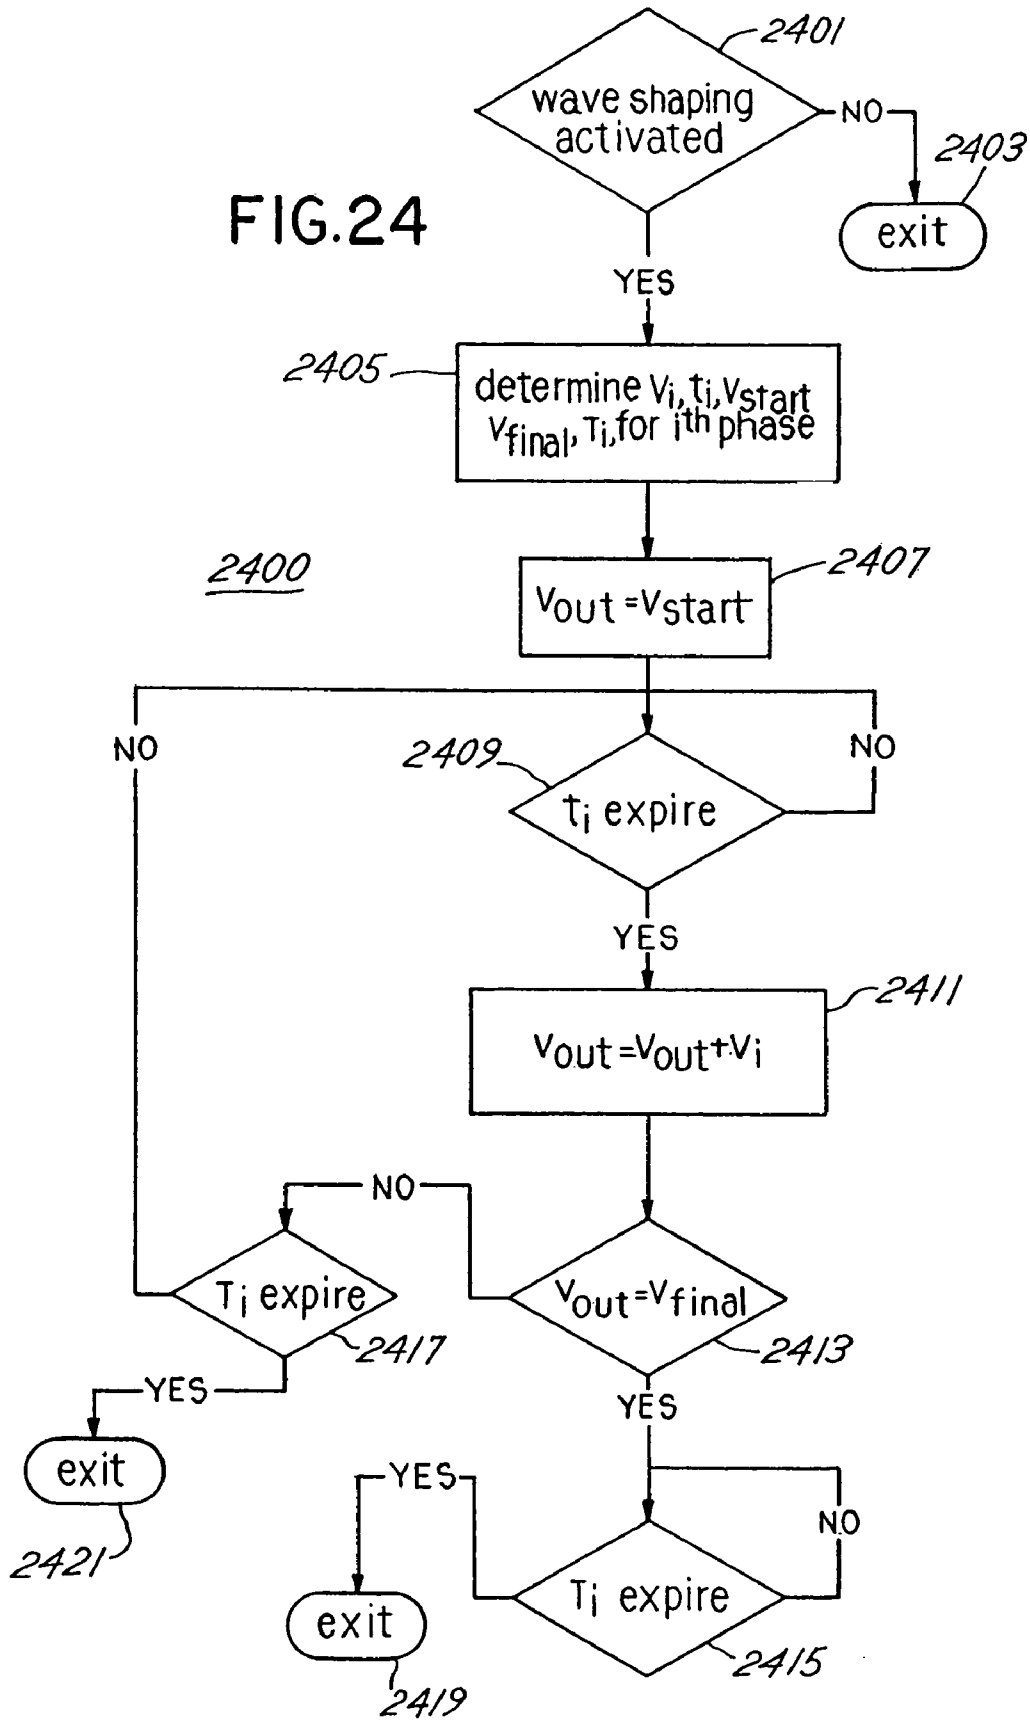 2401
wave shaping
activated
NO
2403
exit
FIG.24
YES
2405
determine Vi, ti, Vstart
Vfinal, Ti, for ith phase
2400
2407
Vout = Vstart
NO
2409
NO
ti expire
YES
2411
Vout = Vout + Vi
NO
Ti expire
Vout = Vfinal
2417
2413
YES
YES
exit
YES
NO
2421
Ti expire
exit
2415
2419